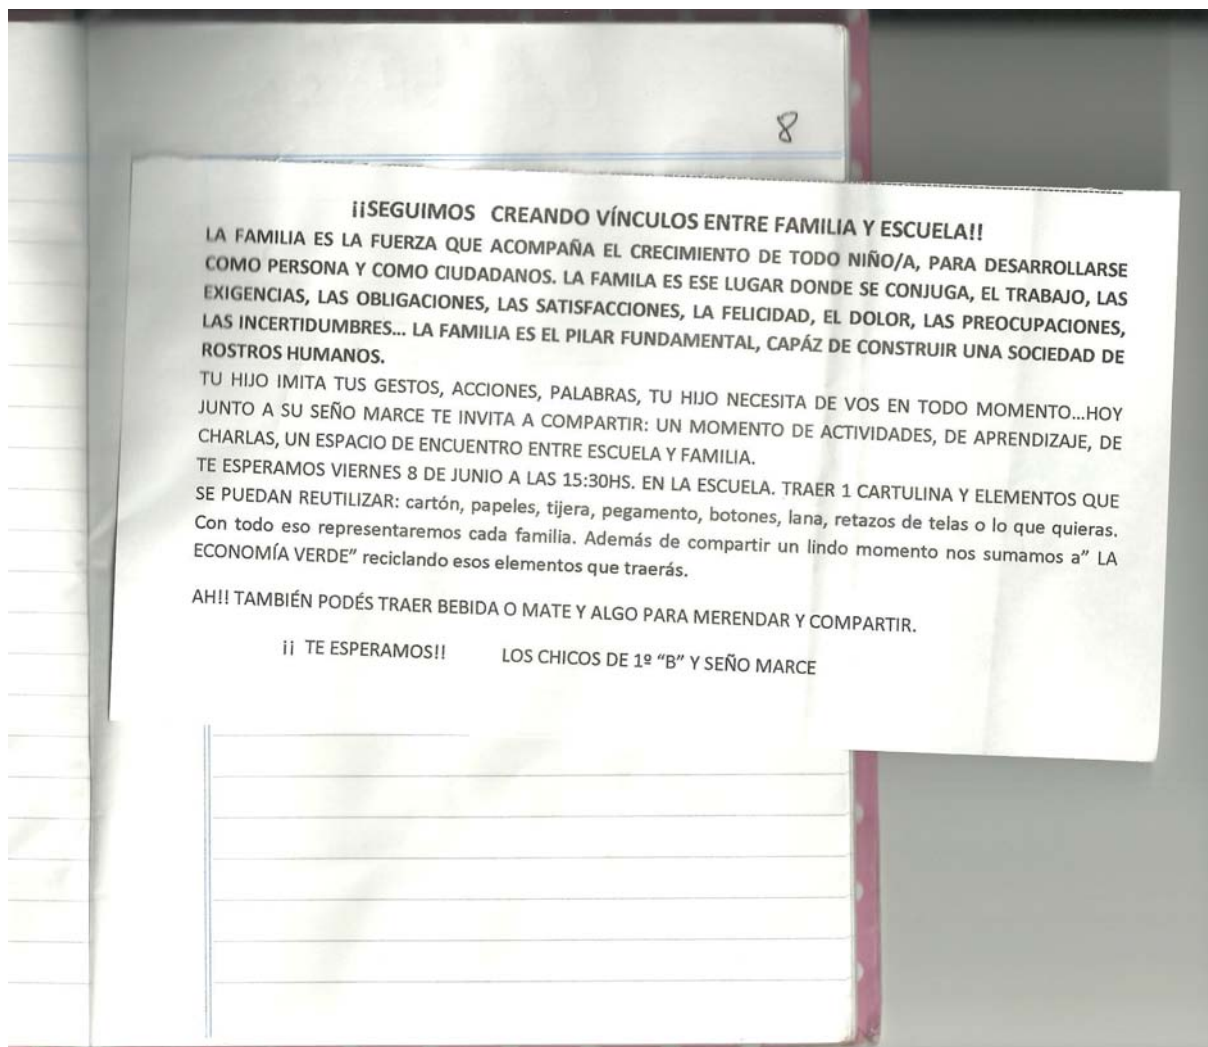 8
¡¡SEGUIMOS CREANDO VÍNCULOS ENTRE FAMILIA Y ESCUELA!!
LA FAMILIA ES LA FUERZA QUE ACOMPAÑA EL CRECIMIENTO DE TODO NIÑO/A, PARA DESARROLLARSE
COMO PERSONA Y COMO CIUDADANOS. LA FAMILA ES ESE LUGAR DONDE SE CONJUGA, EL TRABAJO, LAS
EXIGENCIAS, LAS OBLIGACIONES, LAS SATISFACCIONES, LA FELICIDAD, EL DOLOR, LAS PREOCUPACIONES,
LAS INCERTIDUMBRES... LA FAMILIA ES EL PILAR FUNDAMENTAL, CAPÁZ DE CONSTRUIR UNA SOCIEDAD DE
ROSTROS HUMANOS.
TU HIJO IMITA TUS GESTOS, ACCIONES, PALABRAS, TU HIJO NECESITA DE VOS EN TODO MOMENTO...HOY
JUNTO A SU SEÑO MARCE TE INVITA A COMPARTIR: UN MOMENTO DE ACTIVIDADES, DE APRENDIZAJE, DE
CHARLAS, UN ESPACIO DE ENCUENTRO ENTRE ESCUELA Y FAMILIA.
TE ESPERAMOS VIERNES 8 DE JUNIO A LAS 15:30HS. EN LA ESCUELA. TRAER 1 CARTULINA Y ELEMENTOS QUE
SE PUEDAN REUTILIZAR: cartón, papeles, tijera, pegamento, botones, lana, retazos de telas o lo que quieras.
Con todo eso representaremos cada familia. Además de compartir un lindo momento nos sumamos a” LA
ECONOMÍA VERDE” reciclando esos elementos que traerás.
AH!! TAMBIÉN PODÉS TRAER BEBIDA O MATE Y ALGO PARA MERENDAR Y COMPARTIR.
¡¡ TE ESPERAMOS!! LOS CHICOS DE 1º “B” Y SEÑO MARCE